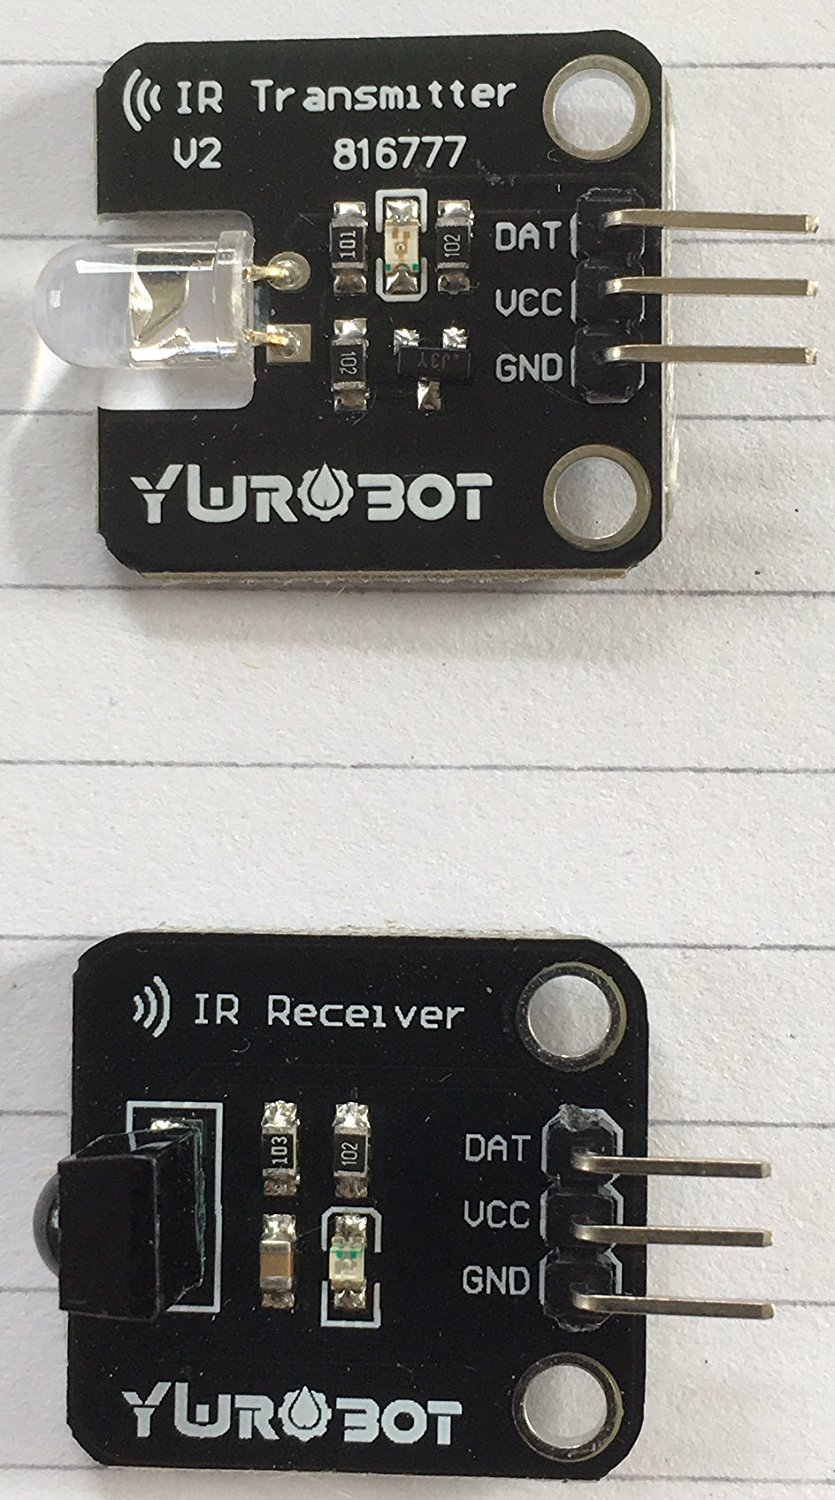 IR Transmitter
V2 816777
101
102
DAT
VCC
102
J3Y
GND
YWROBOT
IR Receiver
103
102
DAT
VCC
GND
YWROBOT